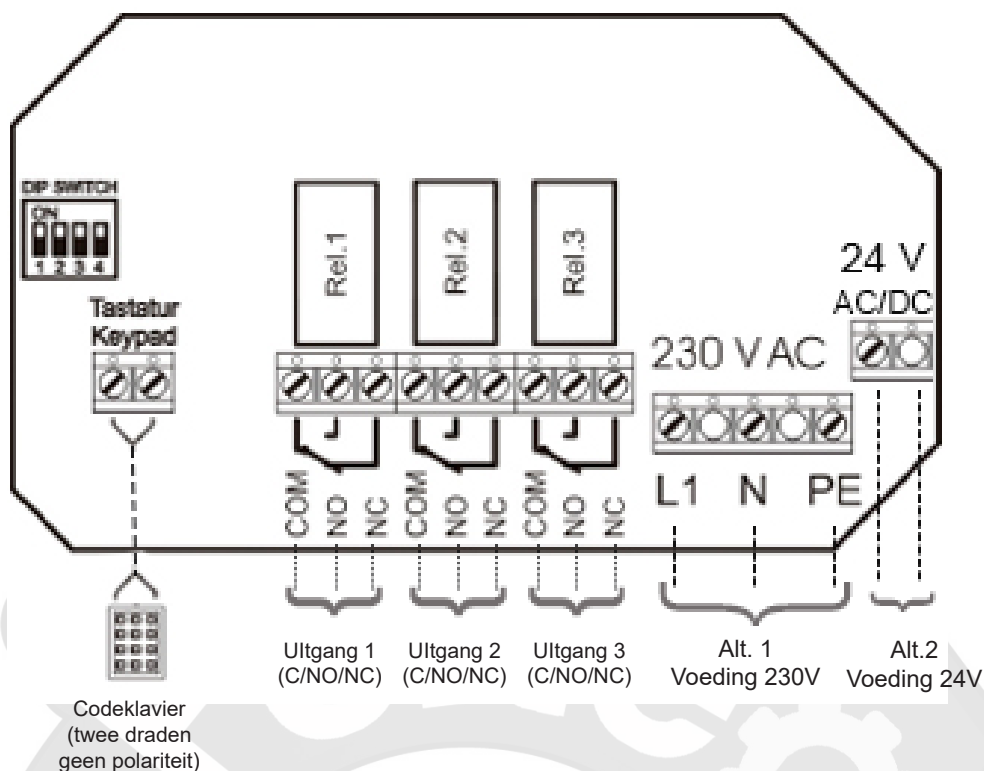 DIP SWITCH
ON
1 2 3 4
Tastatur
Keypad
Rel.1
Rel.2
Rel.3
230 V AC
24 V
AC/DC
COM
NO
NC
COM
NO
NC
COM
NO
NC
L1 N PE
UItgang 1
(C/NO/NC)
UItgang 2
(C/NO/NC)
UItgang 3
(C/NO/NC)
Alt. 1
Voeding 230V
Alt.2
Voeding 24V
Codeklavier
(twee draden
geen polariteit)